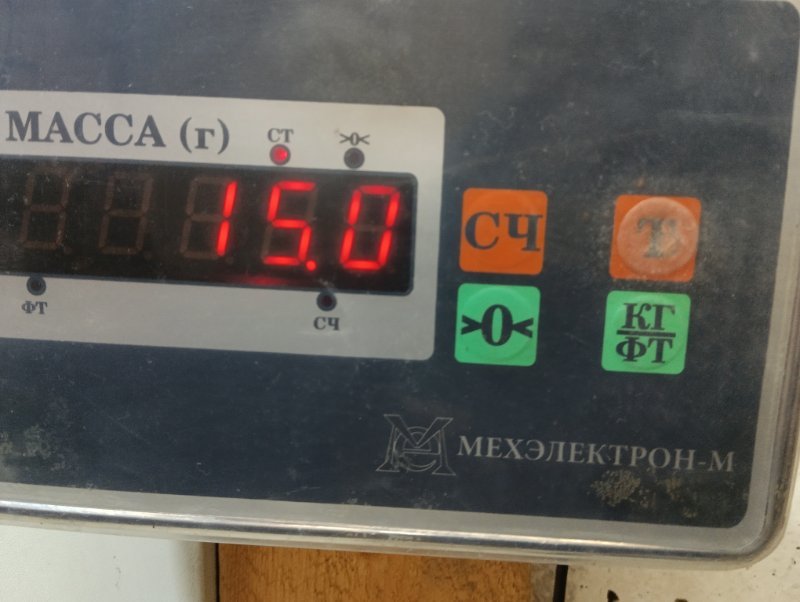 МАССА (г)
СТ
>0<
15.0
ФТ
СЧ
СЧ
Т
>0<
КГ
ФТ
МЕХЭЛЕКТРОН-М